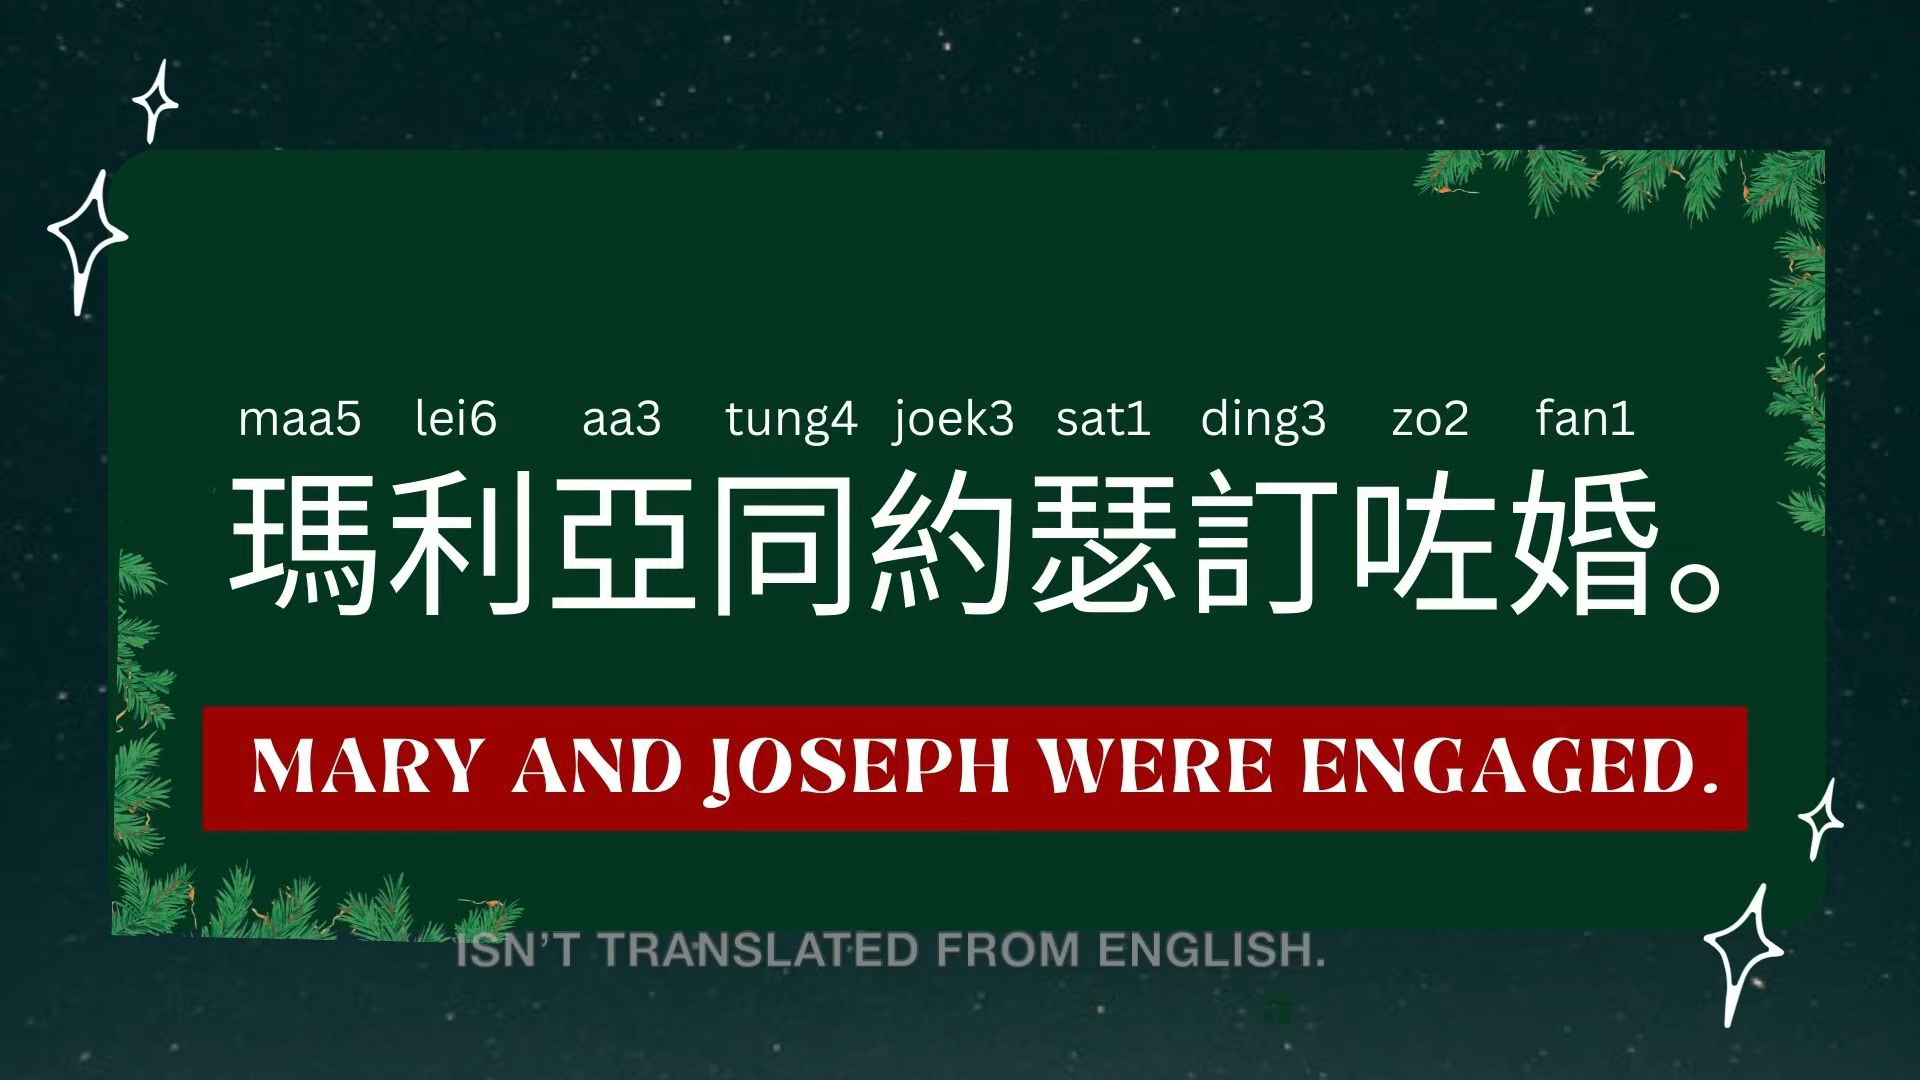 maa5 lei6 aa3 tung4 joek3 sat1 ding3 zo2 fan1
瑪利亞同約瑟訂咗婚。
MARY AND JOSEPH WERE ENGAGED.
ISN'T TRANSLATED FROM ENGLISH.